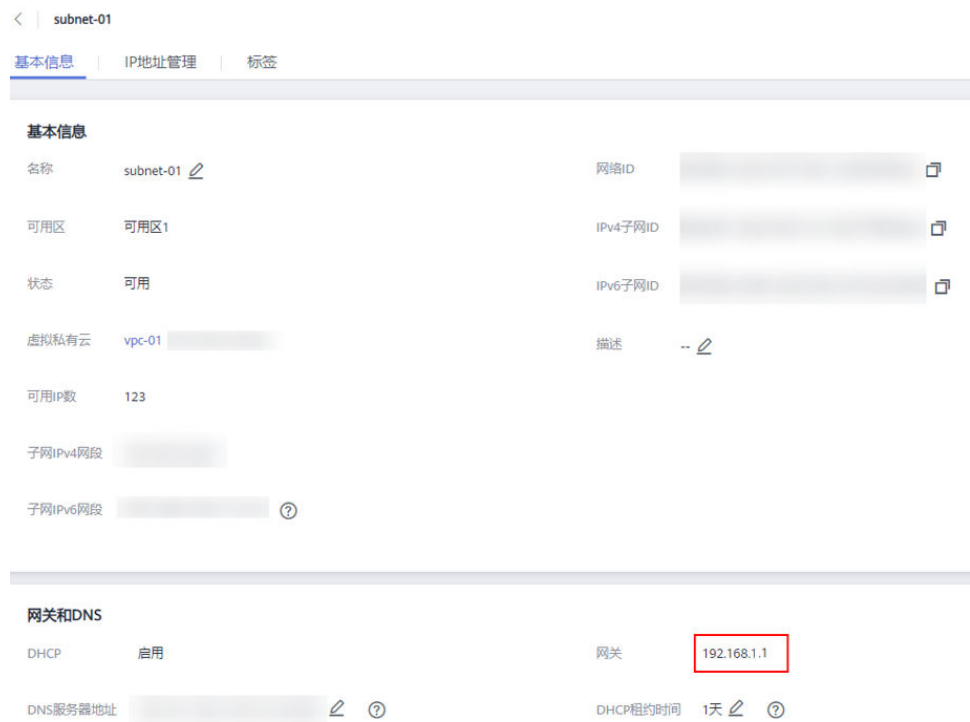 subnet-01
基本信息 IP地址管理 标签
基本信息
名称 subnet-01 网络ID
可用区 可用区1 IPv4子网ID
状态 可用 IPv6子网ID
虚拟私有云 vpc-01 描述 --
可用IP数 123
子网IPv4网段
子网IPv6网段
网关和DNS
DHCP 启用 网关 192.168.1.1
DNS服务器地址 DHCP租约时间 1天